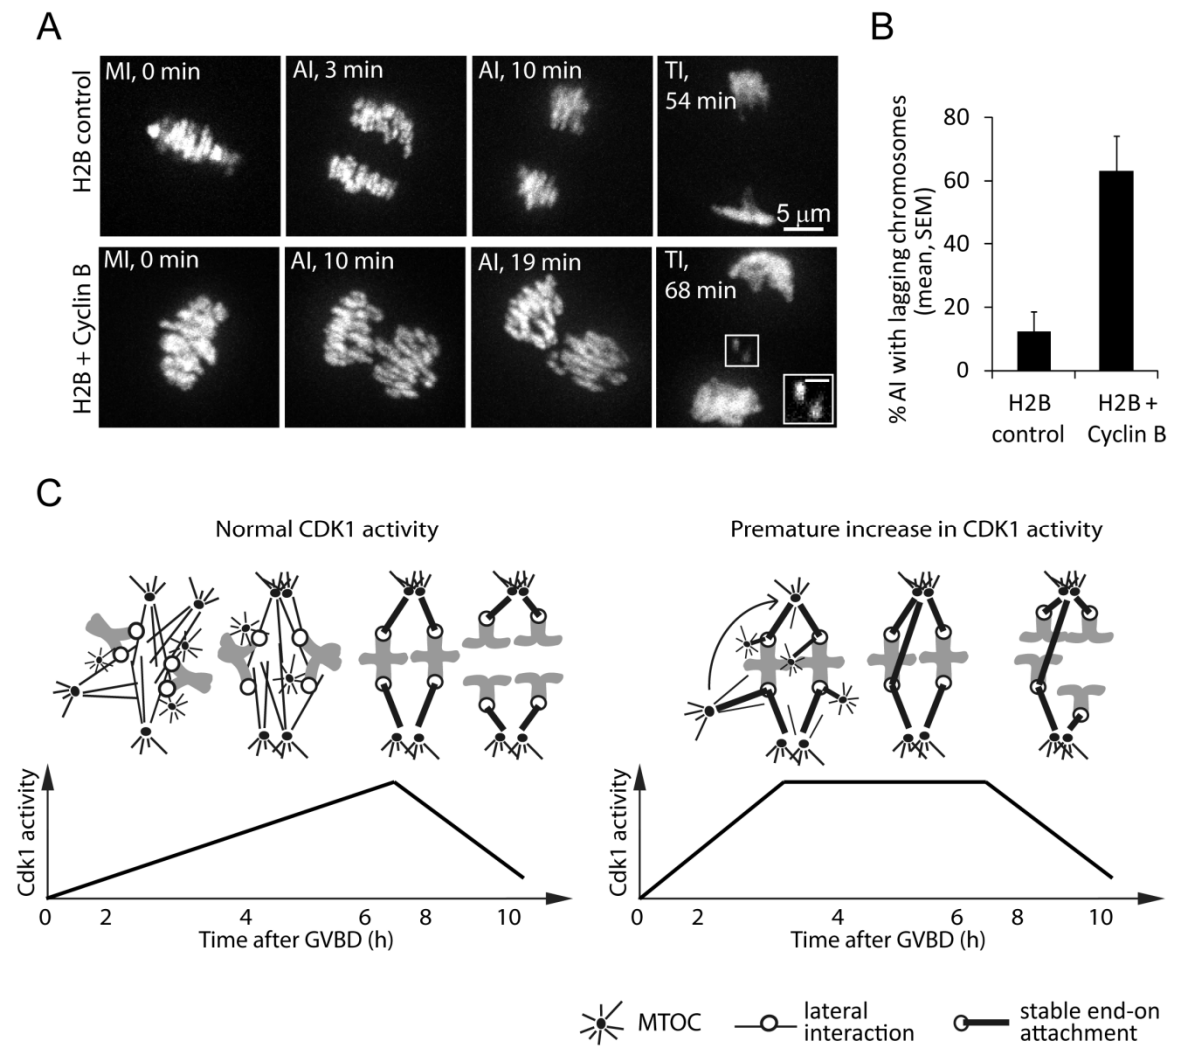 A
B
H2B control
MI, 0 min
AI, 3 min
AI, 10 min
TI,
54 min
5 µm
H2B + Cyclin B
MI, 0 min
AI, 10 min
AI, 19 min
TI,
68 min
% AI with lagging chromosomes
(mean, SEM)
80
60
40
20
0
H2B
control
H2B +
Cyclin B
C
Normal CDK1 activity
Premature increase in CDK1 activity
Cdk1 activity
0
2
4
6
8
10
Time after GVBD (h)
Cdk1 activity
0
2
4
6
8
10
Time after GVBD (h)
MTOC
lateral
interaction
stable end-on
attachment